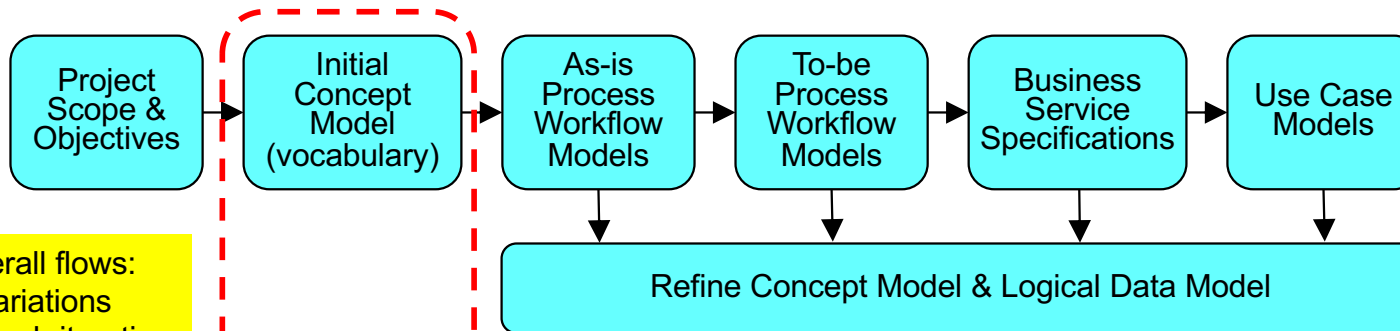 Project
Scope &
Objectives
Initial
Concept
Model
(vocabulary)
As-is
Process
Workflow
Models
To-be
Process
Workflow
Models
Business
Service
Specifications
Use Case
Models
erall flows:
ariations
Refine Concept Model & Logical Data Model